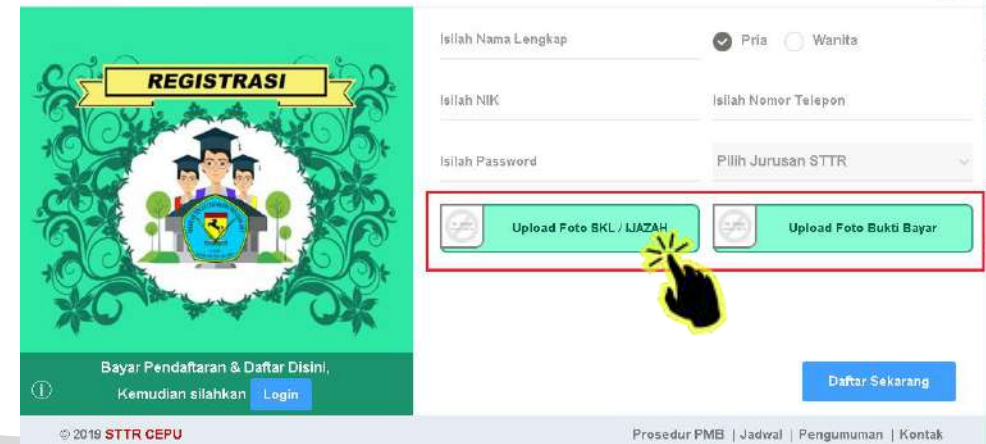 REGISTRASI
Bayar Pendaftaran & Daftar Disini,
Kemudian silahkan Login
Isilah Nama Lengkap
Pria Wanita
Isilah NIK
Isilah Nomor Telepon
Isilah Password
Pilih Jurusan STTR
Upload Foto SKL / IJAZAH
Upload Foto Bukti Bayar
Daftar Sekarang
© 2019 STTR CEPU
Prosedur PMB | Jadwal | Pengumuman | Kontak